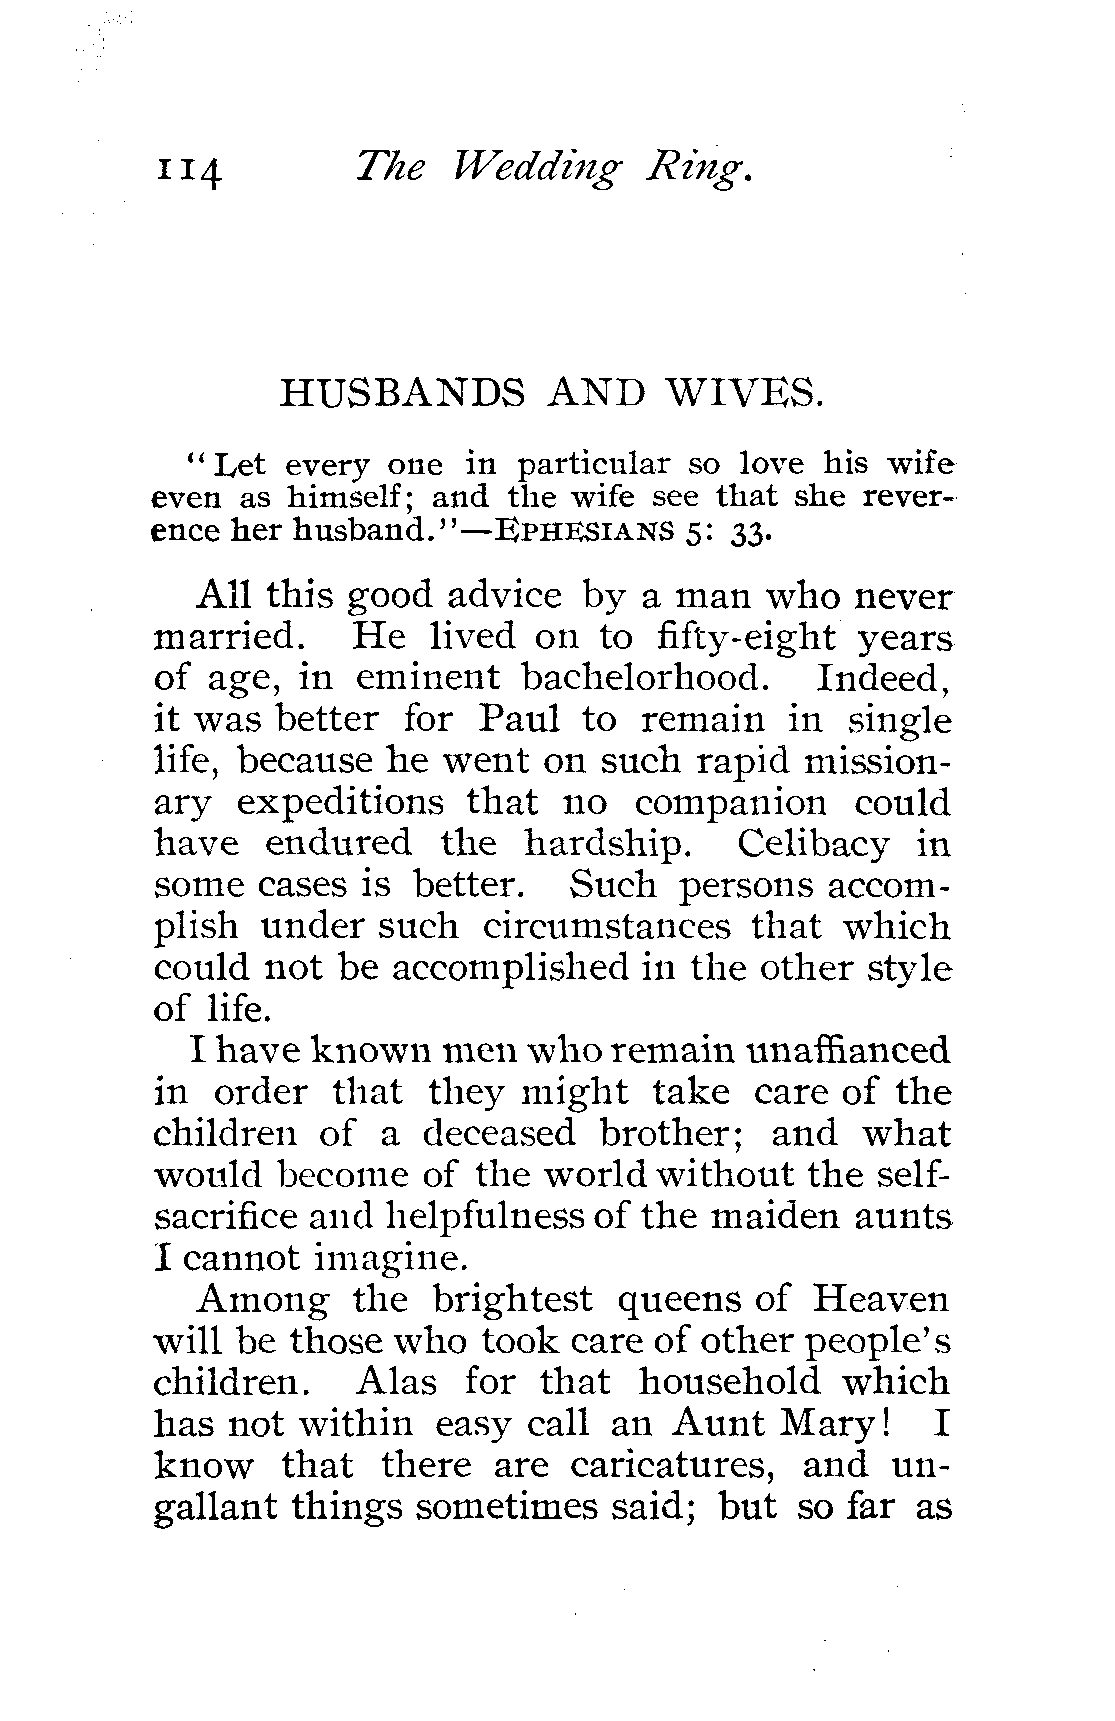 114 The Wedding Ring.
HUSBANDS AND WIVES.
"Let every one in particular so love his wife
even as himself; and the wife see that she rever-
ence her husband."—EPHESIANS 5: 33.
All this good advice by a man who never
married. He lived on to fifty-eight years
of age, in eminent bachelorhood. Indeed,
it was better for Paul to remain in single
life, because he went on such rapid mission-
ary expeditions that no companion could
have endured the hardship. Celibacy in
some cases is better. Such persons accom-
plish under such circumstances that which
could not be accomplished in the other style
of life.
I have known men who remain unaffianced
in order that they might take care of the
children of a deceased brother; and what
would become of the world without the self-
sacrifice and helpfulness of the maiden aunts
I cannot imagine.
Among the brightest queens of Heaven
will be those who took care of other people's
children. Alas for that household which
has not within easy call an Aunt Mary! I
know that there are caricatures, and un-
gallant things sometimes said; but so far as